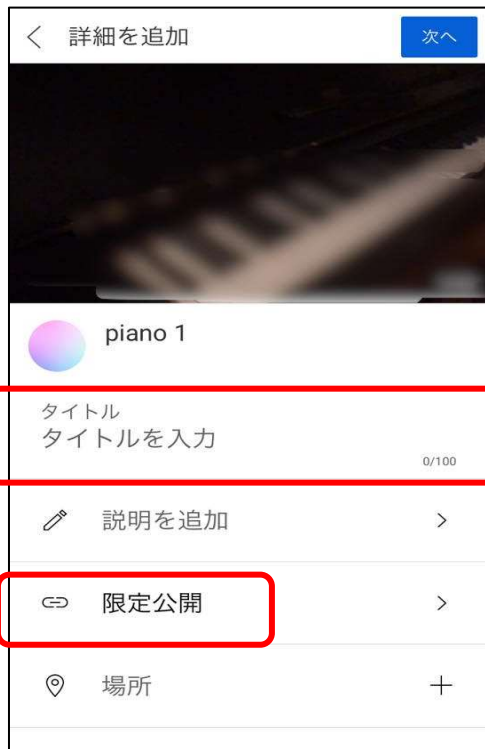 詳細を追加
次へ
piano 1
タイトル
タイトルを入力
0/100
説明を追加
限定公開
場所